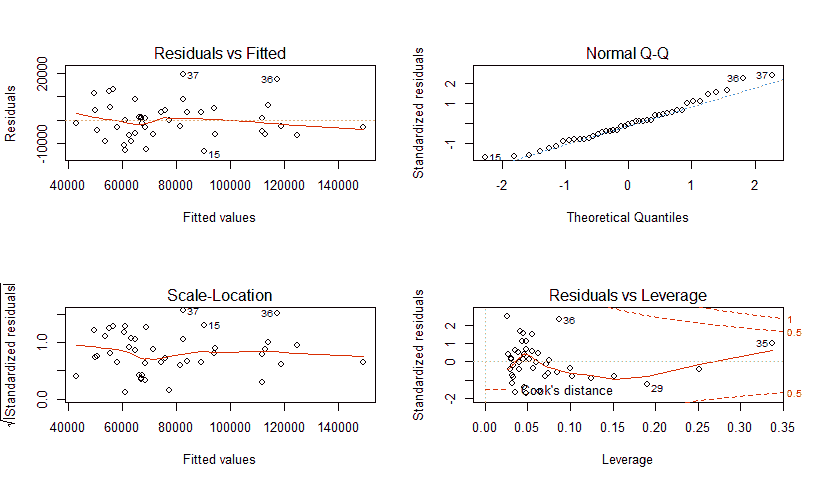 Residuals vs Fitted
Residuals
20000
-10000
37
36
15
40000 60000 80000 100000 120000 140000
Fitted values
Normal Q-Q
Standardized residuals
2
1
-1
36
37
15
-2 -1 0 1 2
Theoretical Quantiles
Scale-Location
√|Standardized residuals|
1.0
0.0
37
15
36
40000 60000 80000 100000 120000 140000
Fitted values
Residuals vs Leverage
Standardized residuals
2
1
0
-2
36
35
29
Cook's distance
1
0.5
0.5
0.00 0.05 0.10 0.15 0.20 0.25 0.30 0.35
Leverage